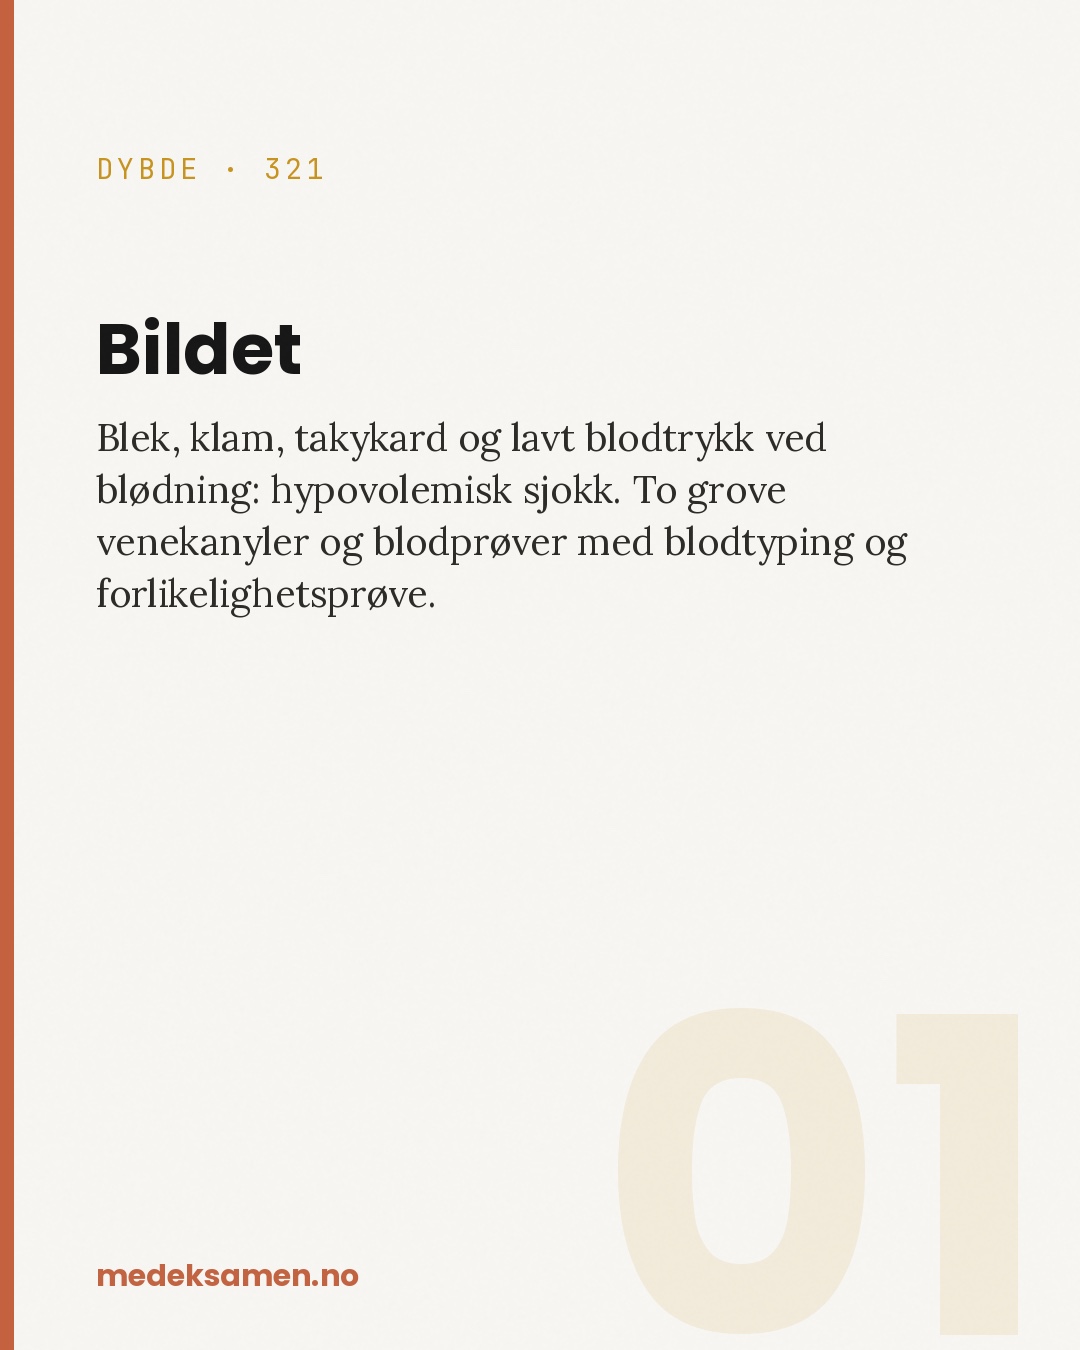 DYBDE · 321
Bildet
Blek, klam, takykard og lavt blodtrykk ved
blødning: hypovolemisk sjokk. To grove
venekanyler og blodprøver med blodtyping og
forlikelighetsprøve.
01
medeksamen.no